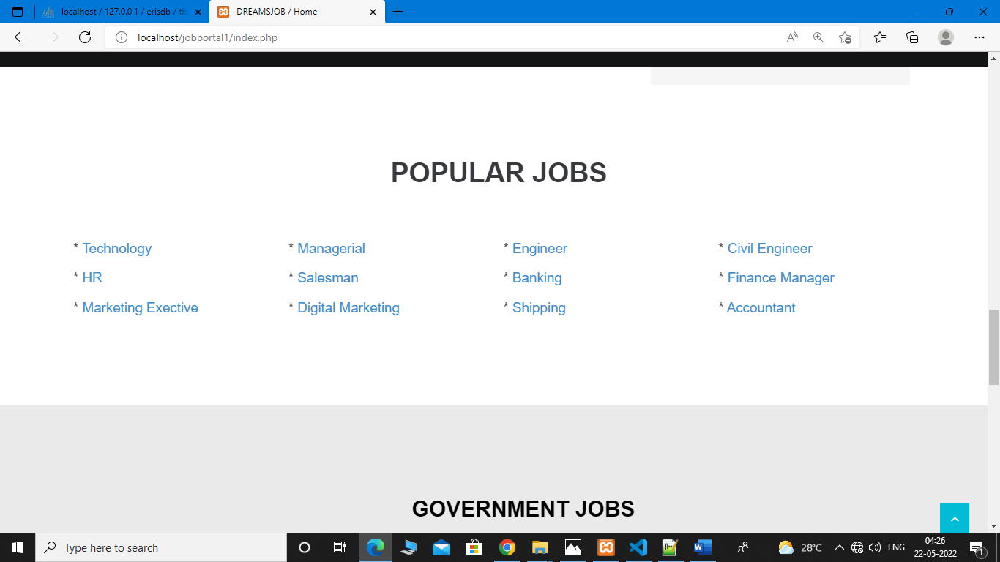 localhost / 127.0.0.1 / erisdb / tb
DREAMSJOB / Home
localhost/jobportal1/index.php
POPULAR JOBS
* Technology * Managerial * Engineer * Civil Engineer
* HR * Salesman * Banking * Finance Manager
* Marketing Exective * Digital Marketing * Shipping * Accountant
GOVERNMENT JOBS
Type here to search
28°C
ENG
04:26
22-05-2022
1